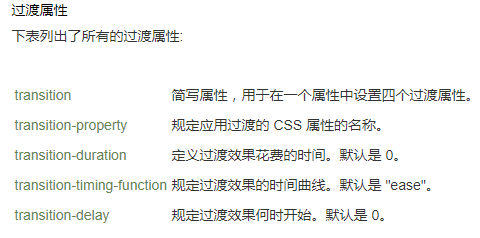 过渡属性
下表列出了所有的过渡属性:
transition 简写属性，用于在一个属性中设置四个过渡属性。
transition-property 规定应用过渡的 CSS 属性的名称。
transition-duration 定义过渡效果花费的时间。默认是 0。
transition-timing-function 规定过渡效果的时间曲线。默认是 "ease"。
transition-delay 规定过渡效果何时开始。默认是 0。